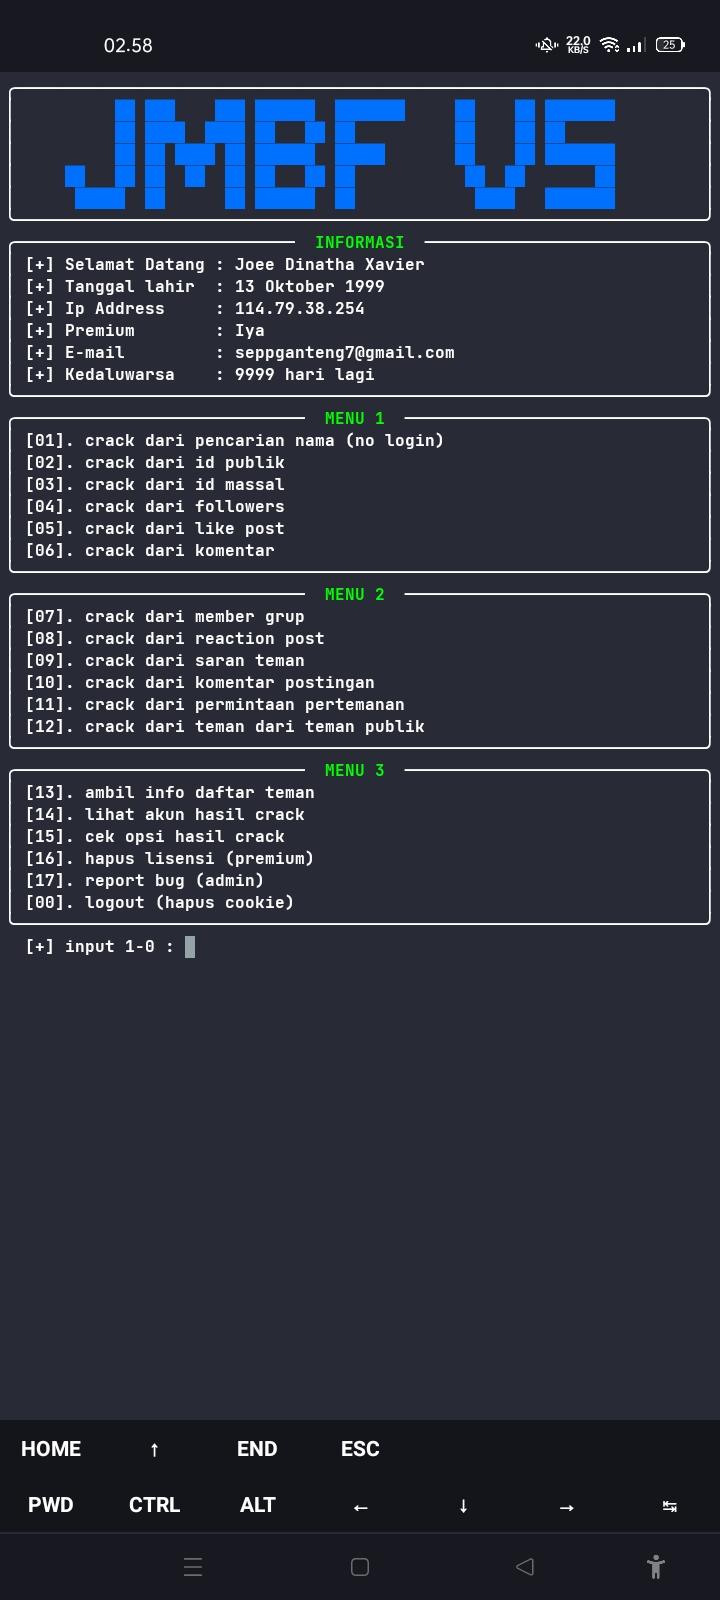 02.58
22.0
KB/S
25
JMBF VS
INFORMASI
[+] Selamat Datang : Joee Dinatha Xavier
[+] Tanggal lahir : 13 Oktober 1999
[+] Ip Address : 114.79.38.254
[+] Premium : Iya
[+] E-mail : seppganteng7@gmail.com
[+] Kedaluwarsa : 9999 hari lagi
MENU 1
[01]. crack dari pencarian nama (no login)
[02]. crack dari id publik
[03]. crack dari id massal
[04]. crack dari followers
[05]. crack dari like post
[06]. crack dari komentar
MENU 2
[07]. crack dari member grup
[08]. crack dari reaction post
[09]. crack dari saran teman
[10]. crack dari komentar postingan
[11]. crack dari permintaan pertemanan
[12]. crack dari teman dari teman publik
MENU 3
[13]. ambil info daftar teman
[14]. lihat akun hasil crack
[15]. cek opsi hasil crack
[16]. hapus lisensi (premium)
[17]. report bug (admin)
[00]. logout (hapus cookie)
[+] input 1-0 :
HOME ↑ END ESC
PWD CTRL ALT ← ↓ → ↹